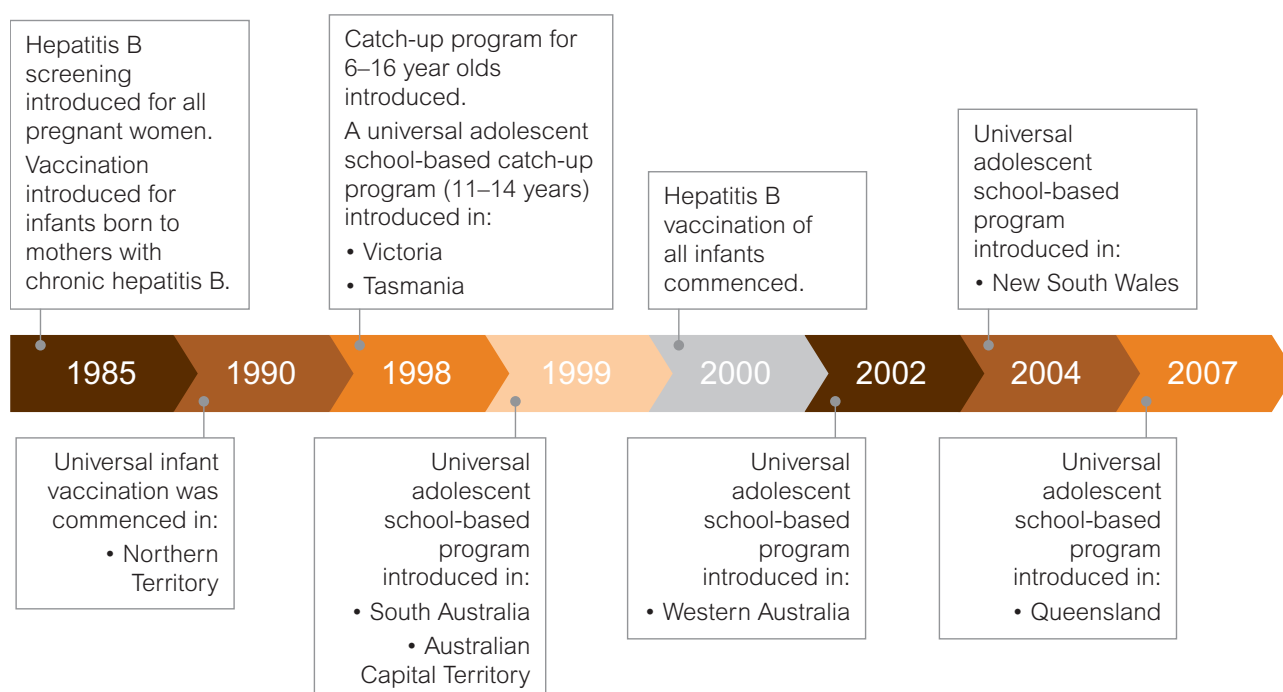 Hepatitis B
screening
introduced for all
pregnant women.
Vaccination
introduced for
infants born to
mothers with
chronic hepatitis B.
Catch-up program for
6–16 year olds
introduced.
A universal adolescent
school-based catch-up
program (11–14 years)
introduced in:
• Victoria
• Tasmania
Hepatitis B
vaccination of
all infants
commenced.
Universal
adolescent
school-based
program
introduced in:
• New South Wales
1985
1990
1998
1999
2000
2002
2004
2007
Universal infant
vaccination was
commenced in:
• Northern
Territory
Universal
adolescent
school-based
program
introduced in:
• South Australia
• Australian
Capital Territory
Universal
adolescent
school-based
program
introduced in:
• Western Australia
Universal
adolescent
school-based
program
introduced in:
• Queensland